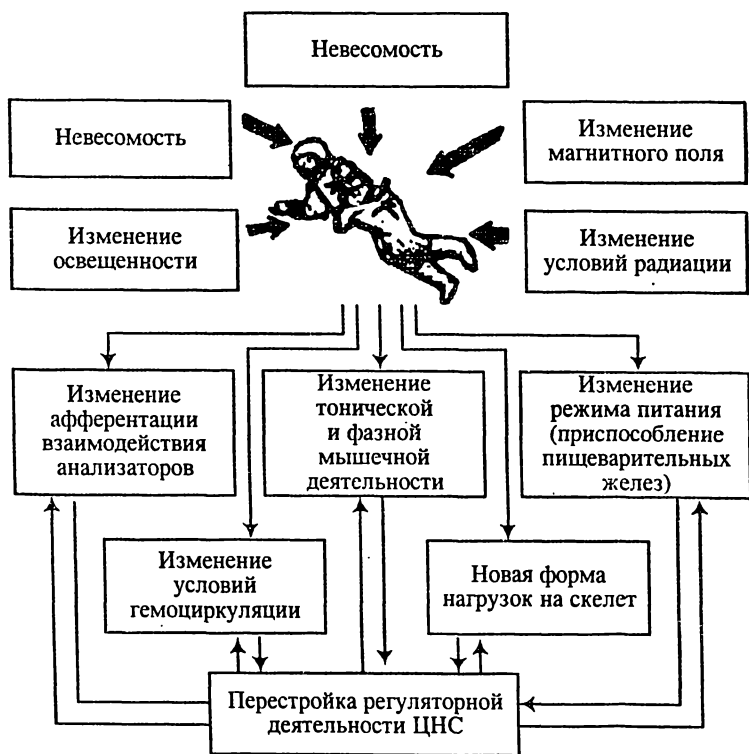 Невесомость
Невесомость
Изменение
магнитного поля
Изменение
освещенности
Изменение
условий радиации
Изменение
афферентации
взаимодействия
анализаторов
Изменение
тонической
и фазной
мышечной
деятельности
Изменение
режима питания
(приспособление
пищеварительных
желез)
Изменение
условий
гемоциркуляции
Новая форма
нагрузок на скелет
Перестройка регуляторной
деятельности ЦНС